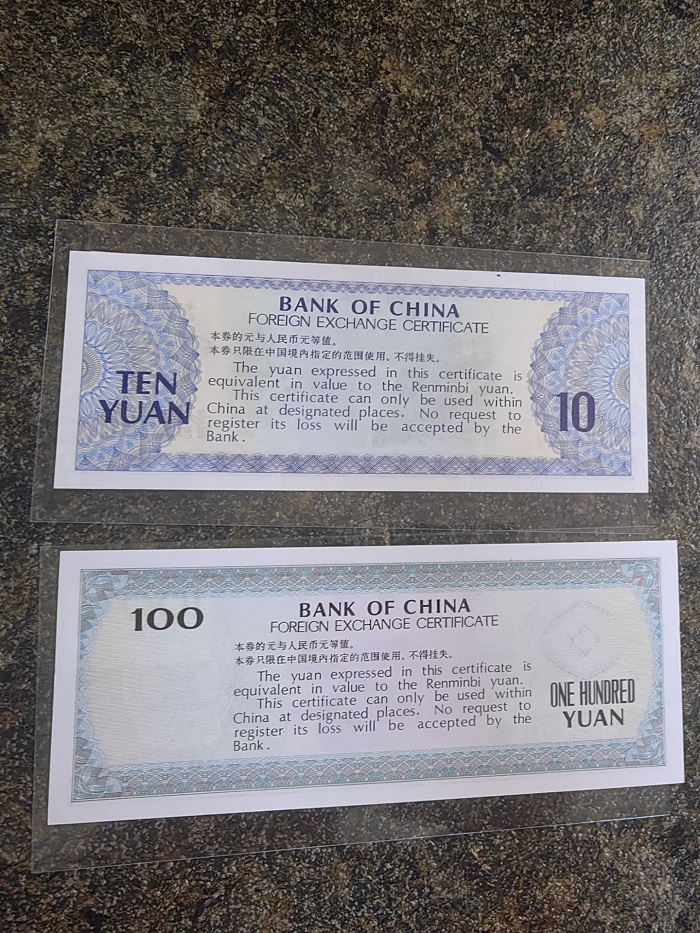 BANK OF CHINA
FOREIGN EXCHANGE CERTIFICATE
本券的元与人民币元等值。
本券只限在中国境内指定的范围使用。不得挂失。
The yuan expressed in this certificate is
equivalent in value to the Renminbi yuan.
This certificate can only be used within
China at designated places. No request to
register its loss will be accepted by the
Bank.
TEN
YUAN
10
100
BANK OF CHINA
FOREIGN EXCHANGE CERTIFICATE
本券的元与人民币元等值。
本券只限在中国境内指定的范围使用。不得挂失。
The yuan expressed in this certificate is
equivalent in value to the Renminbi yuan.
This certificate can only be used within
China at designated places. No request to
register its loss will be accepted by the
Bank.
ONE HUNDRED
YUAN